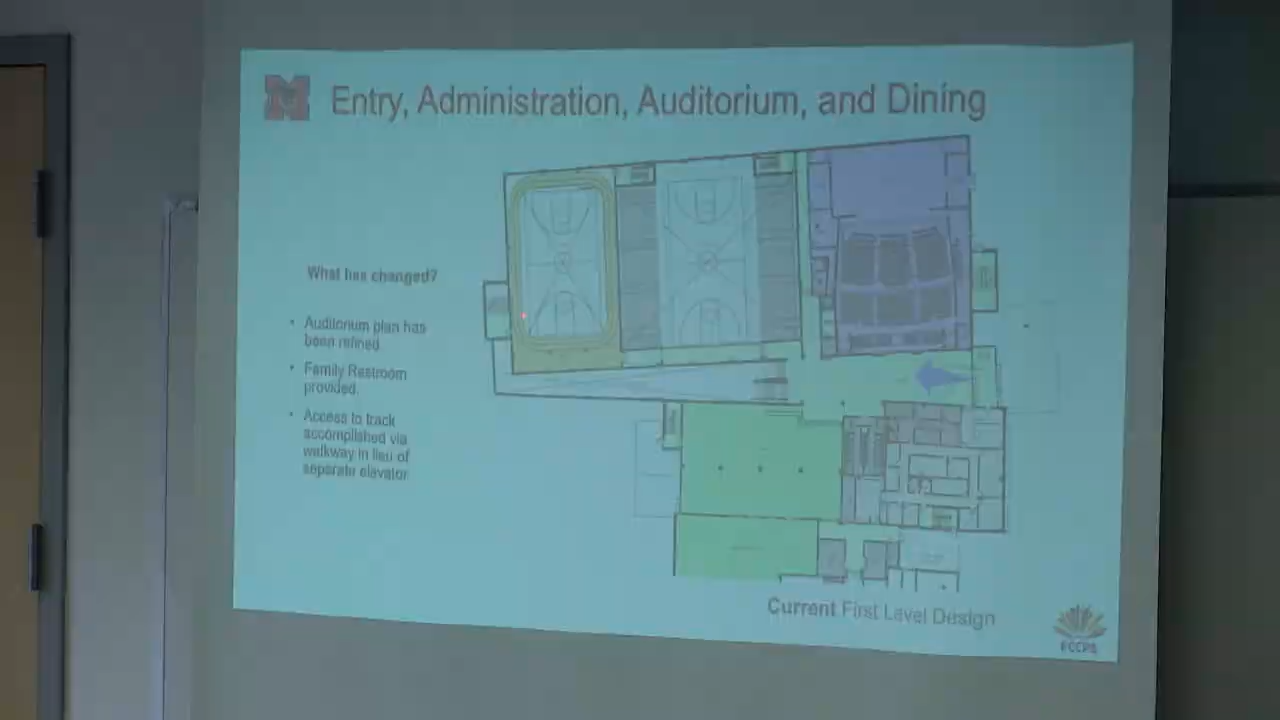 M Entry, Administration, Auditorium, and Dining
What has changed?
• Auditorium plan has
been refined.
• Family Restroom
provided.
• Access to track
accomplished via
walkway in lieu of
separate elevator
Current First Level Design
FCCPS